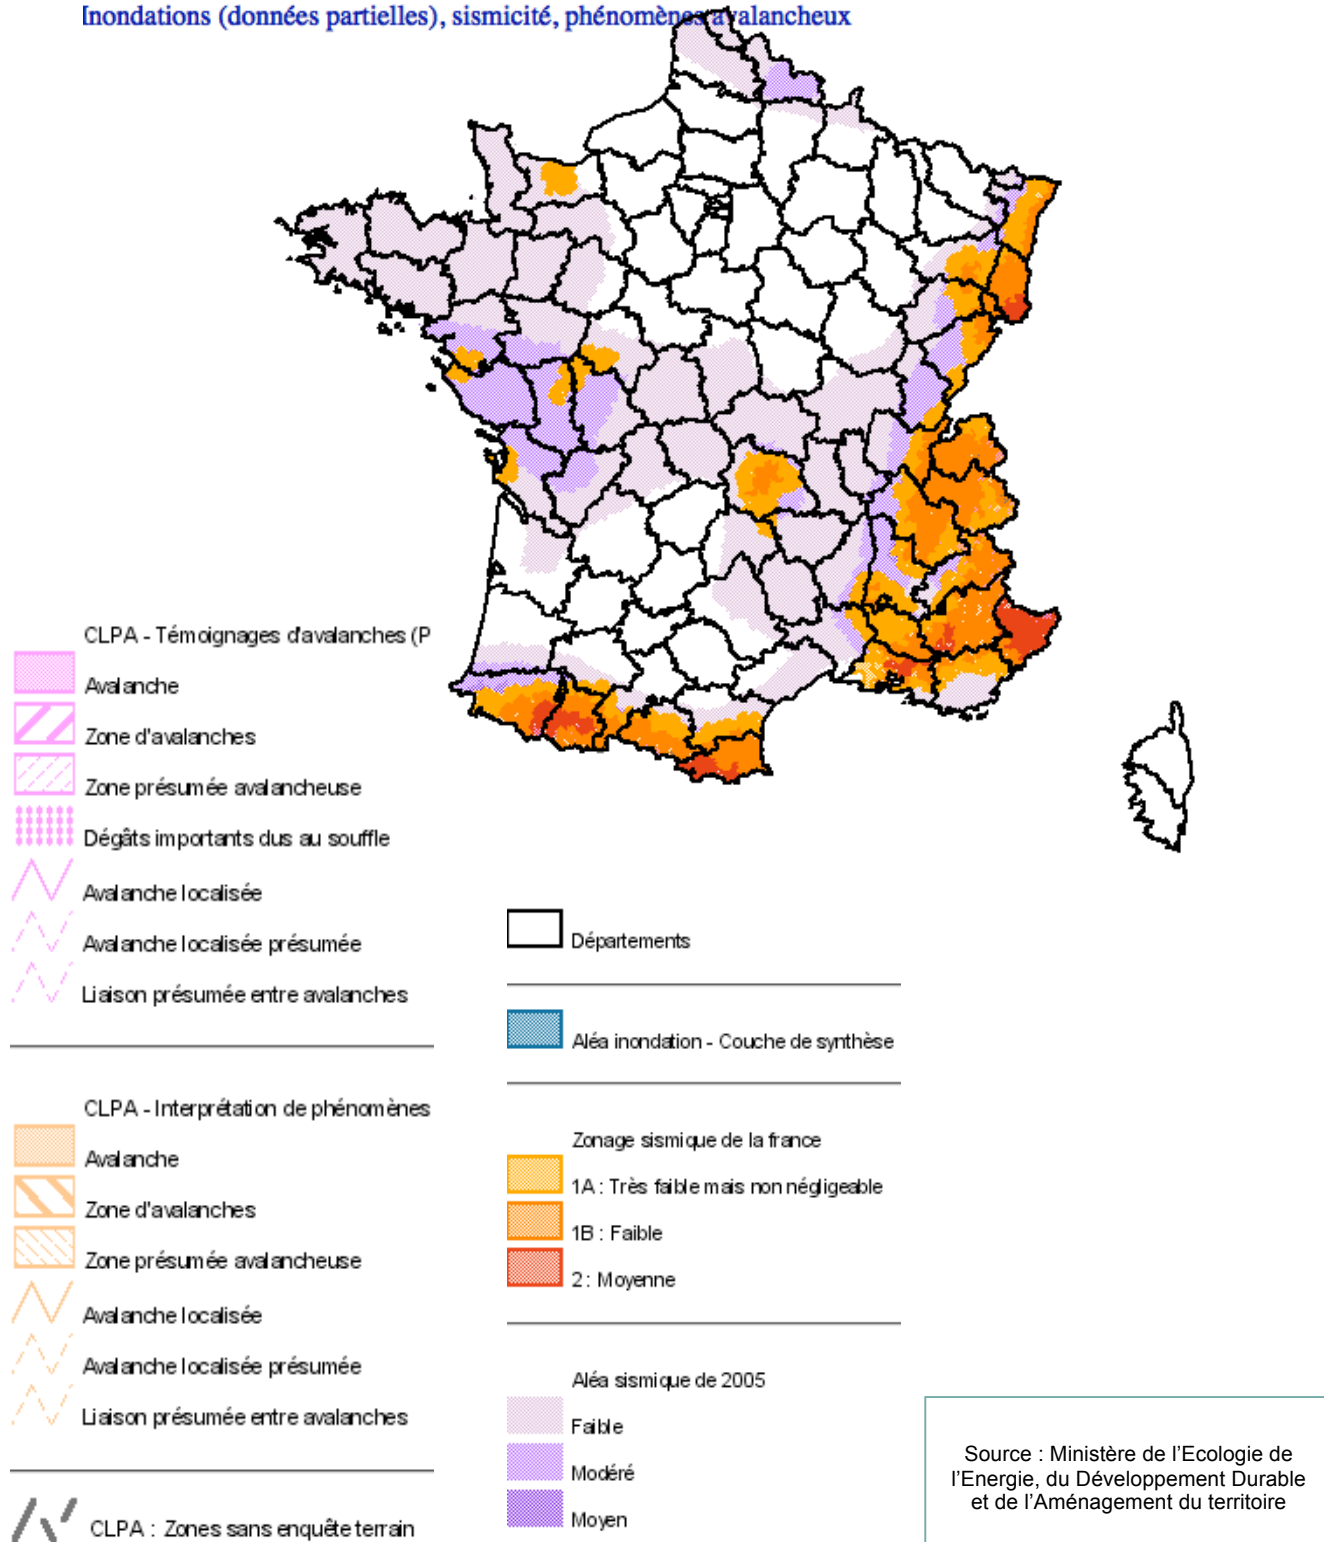 Inondations (données partielles), sismicité, phénomènes avalancheux
CLPA - Témoignages d'avalanches (P
Avalanche
Zone d'avalanches
Zone présumée avalancheuse
Dégâts importants dus au souffle
Avalanche localisée
Avalanche localisée présumée
Liaison présumée entre avalanches
CLPA - Interprétation de phénomènes
Avalanche
Zone d'avalanches
Zone présumée avalancheuse
Avalanche localisée
Avalanche localisée présumée
Liaison présumée entre avalanches
CLPA : Zones sans enquête terrain
Départements
Aléa inondation - Couche de synthèse
Zonage sismique de la france
1A : Très faible mais non négligeable
1B : Faible
2 : Moyenne
Aléa sismique de 2005
Faible
Modéré
Moyen
Source : Ministère de l'Ecologie de
l'Energie, du Développement Durable
et de l'Aménagement du territoire